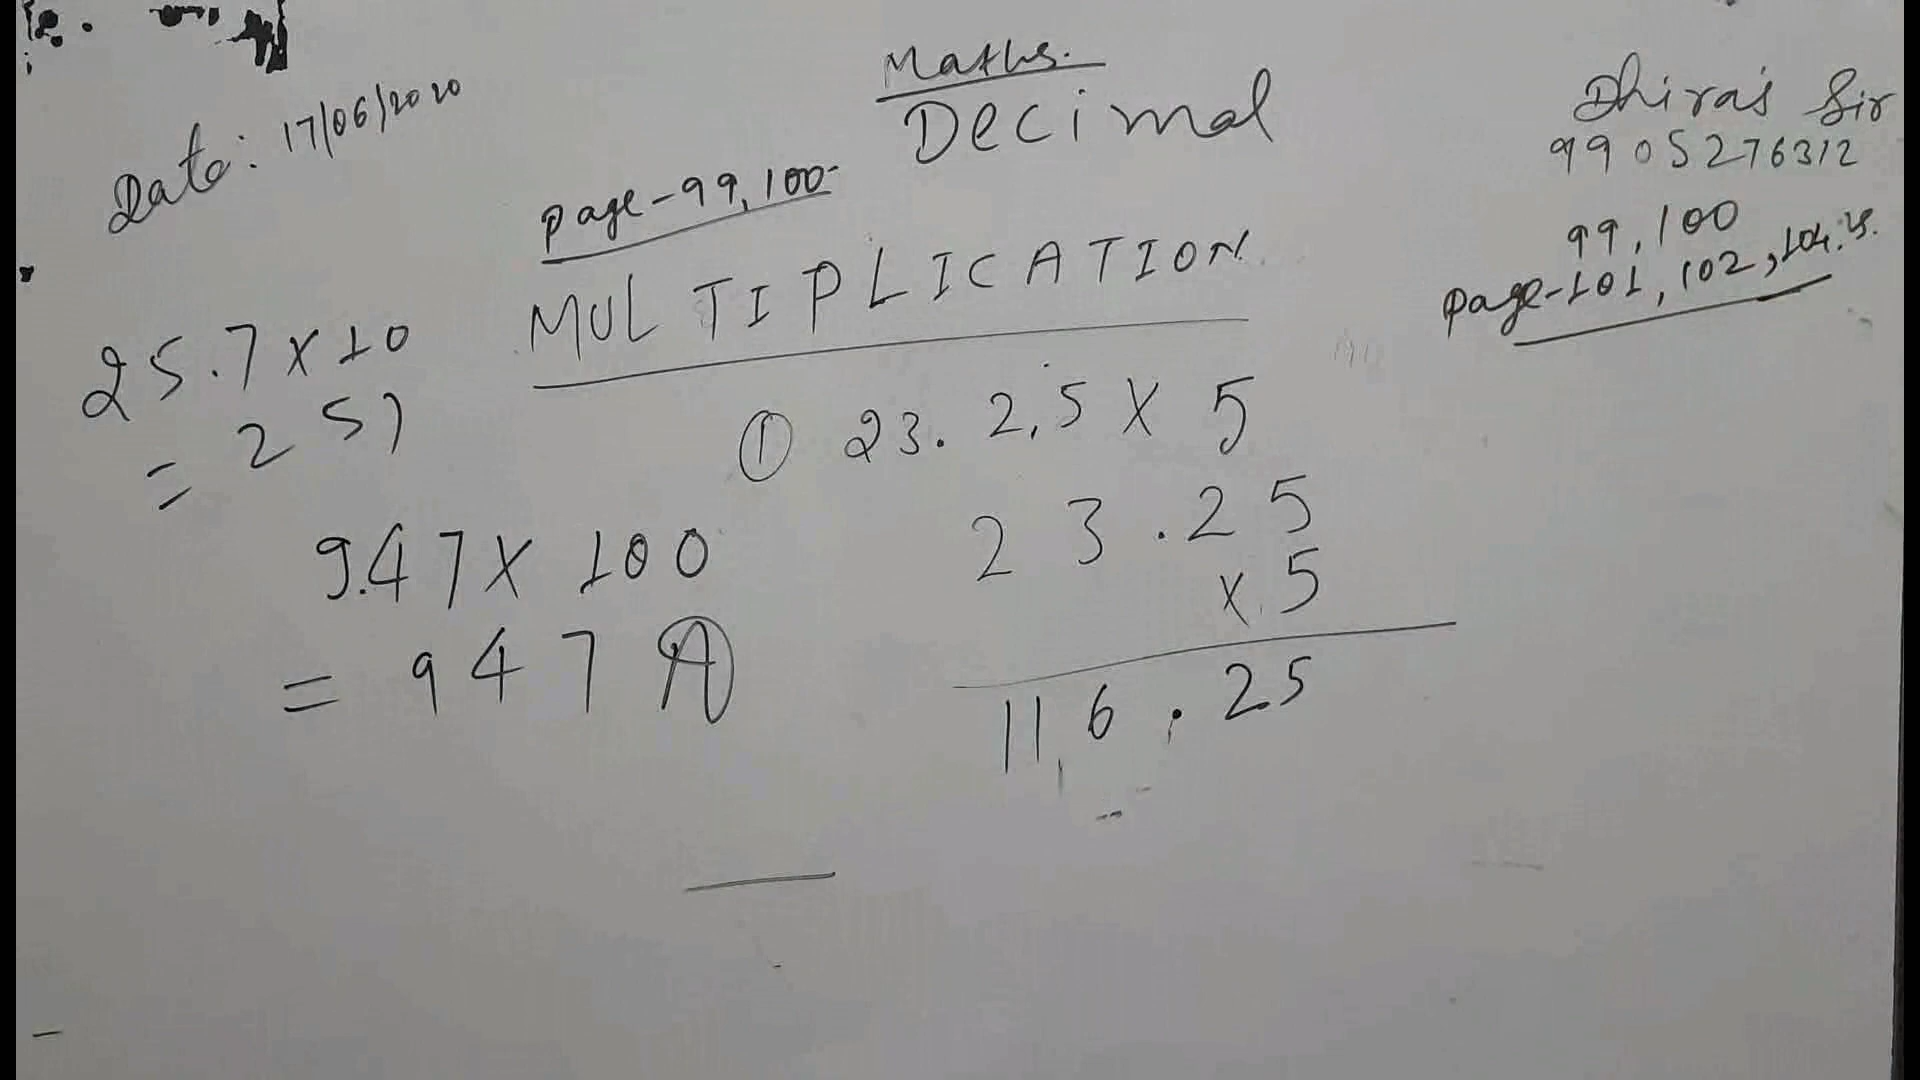 Maths.
Decimal
Date: 17/06/2020
Dhiraj Sir
9905276312
page-99,100
99,100
page-101,102,104.
MULTIPLICATION
25.7 x 10
= 257
① 23.2,5 x 5
23.25
x 5
116.25
9.47 x 100
= 947 A